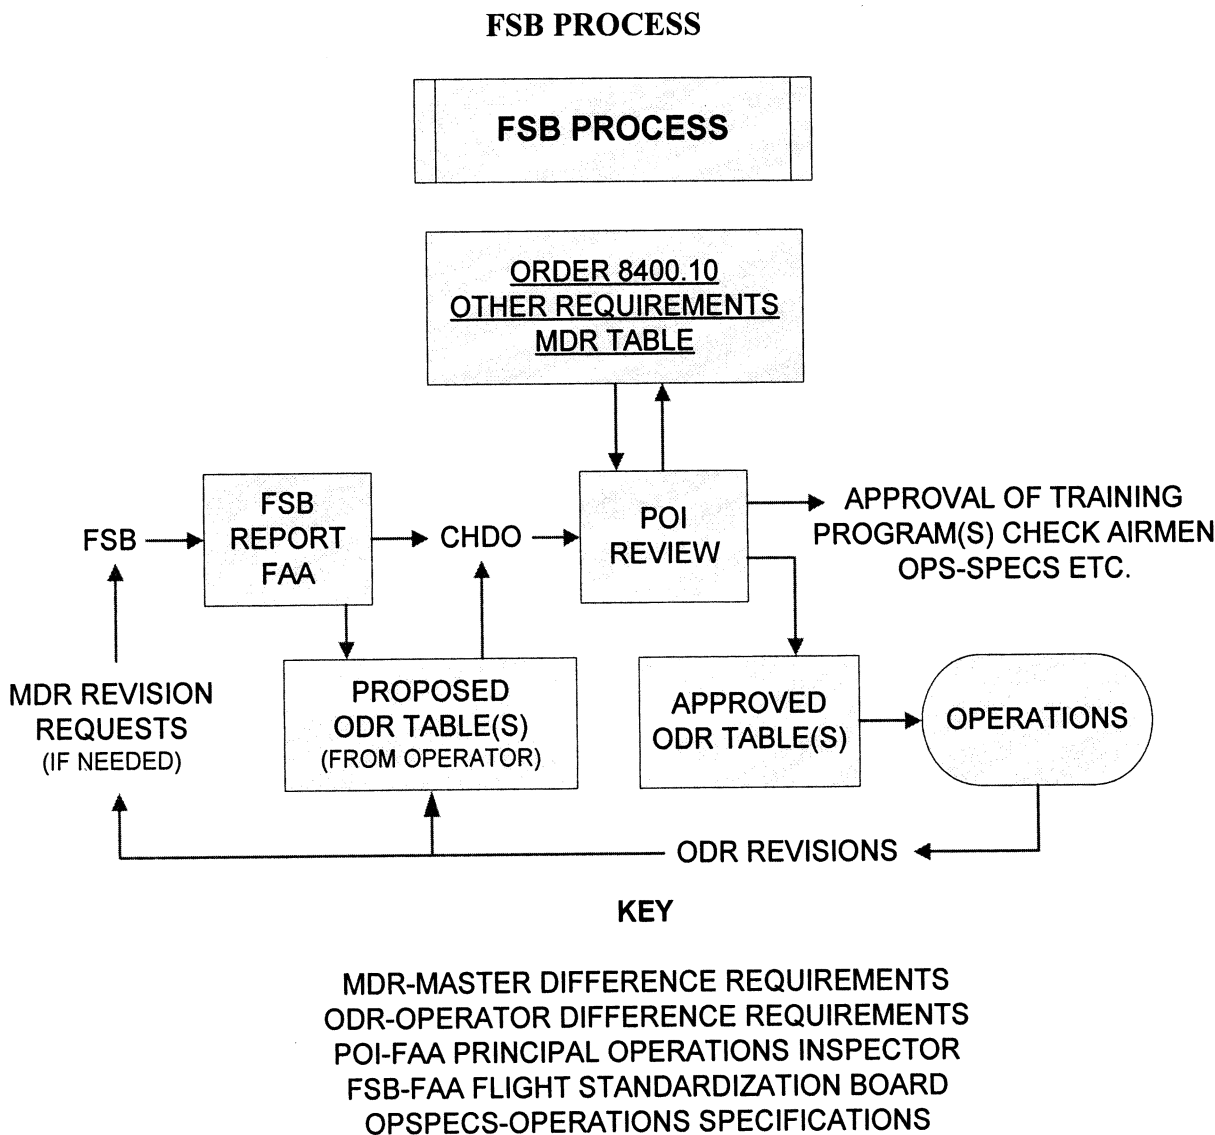 FSB PROCESS
FSB PROCESS
ORDER 8400.10
OTHER REQUIREMENTS
MDR TABLE
FSB
FSB
REPORT
FAA
CHDO
POI
REVIEW
APPROVAL OF TRAINING
PROGRAM(S) CHECK AIRMEN
OPS-SPECS ETC.
MDR REVISION
REQUESTS
(IF NEEDED)
PROPOSED
ODR TABLE(S)
(FROM OPERATOR)
APPROVED
ODR TABLE(S)
OPERATIONS
ODR REVISIONS
KEY
MDR-MASTER DIFFERENCE REQUIREMENTS
ODR-OPERATOR DIFFERENCE REQUIREMENTS
POI-FAA PRINCIPAL OPERATIONS INSPECTOR
FSB-FAA FLIGHT STANDARDIZATION BOARD
OPSPECS-OPERATIONS SPECIFICATIONS